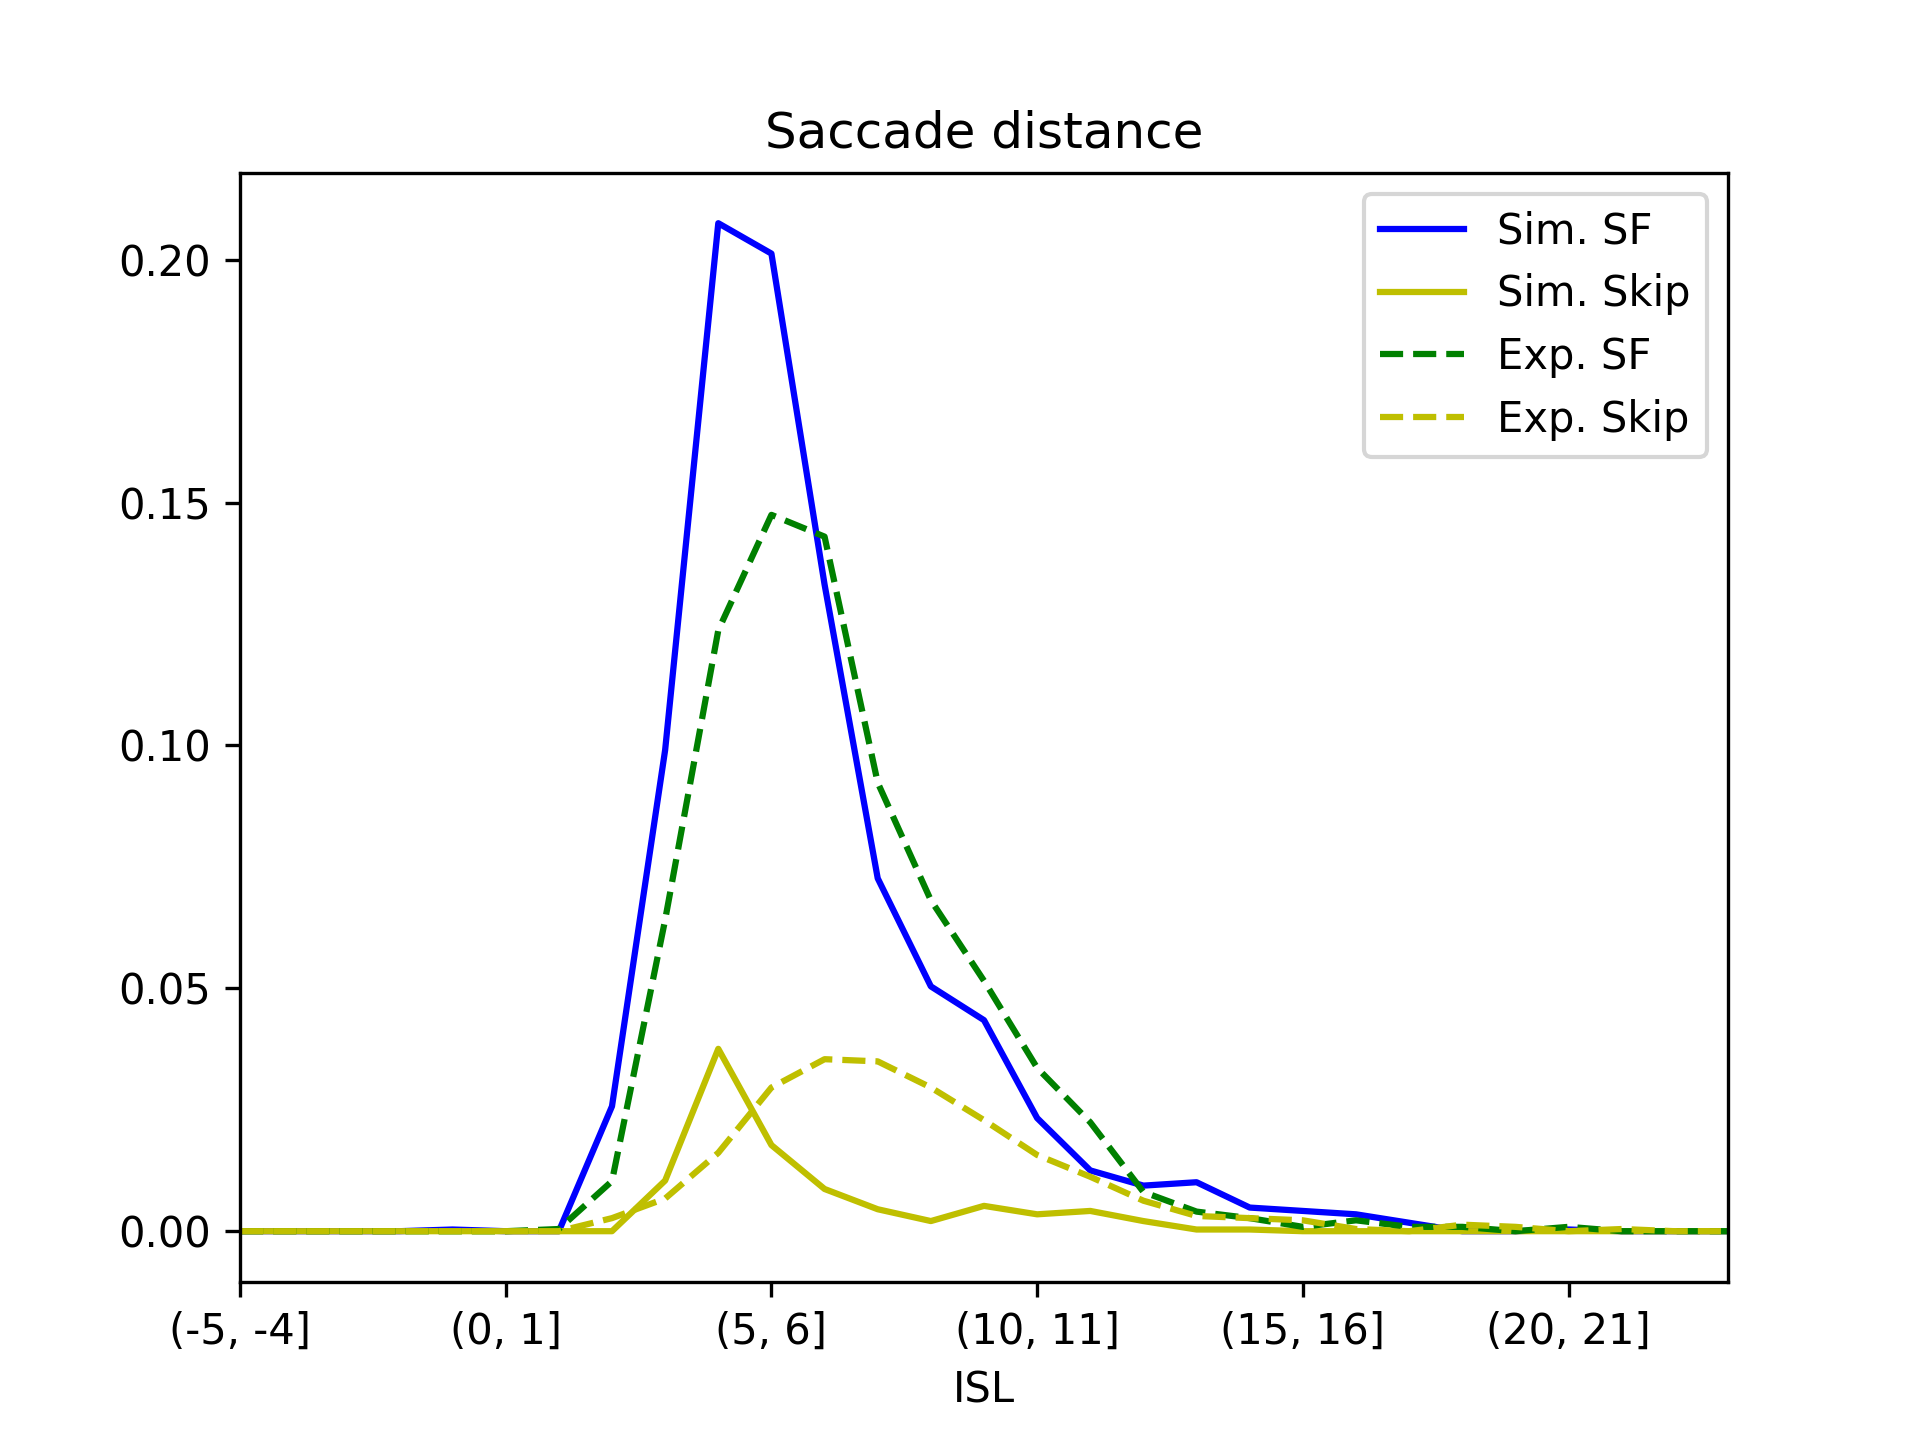 Saccade distance
Sim. SF
Sim. Skip
Exp. SF
Exp. Skip
0.20
0.15
0.10
0.05
0.00
(-5, -4] (0, 1] (5, 6] (10, 11] (15, 16] (20, 21]
ISL